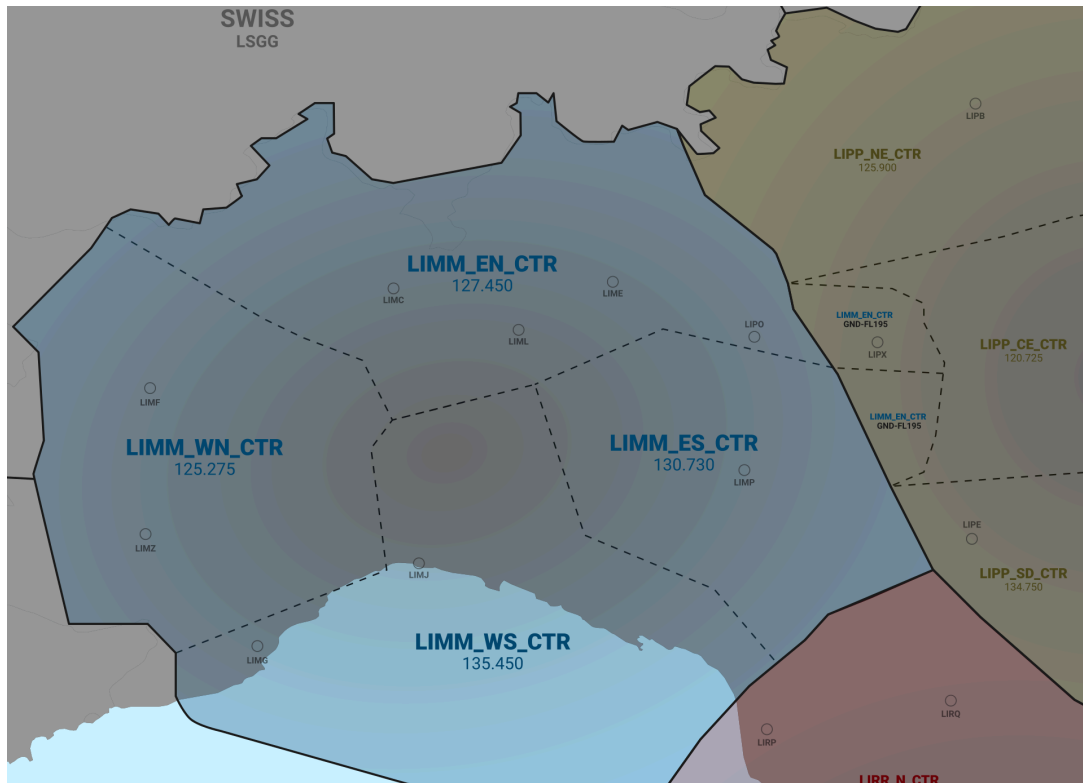 SWISS
LSGG
LIPB
LIPP_NE_CTR
125.900
LIMM_EN_CTR
127.450
LIMC
LIME
LIML
LIPO
LIMM_EN_CTR
GND-FL195
LIPX
LIPP_CE_CTR
120.725
LIMF
LIMM_EN_CTR
GND-FL195
LIMM_WN_CTR
125.275
LIMM_ES_CTR
130.730
LIMP
LIMZ
LIPE
LIMJ
LIPP_SD_CTR
134.750
LIMM_WS_CTR
135.450
LIMG
LIRQ
LIRP
LIRR_N_CTR